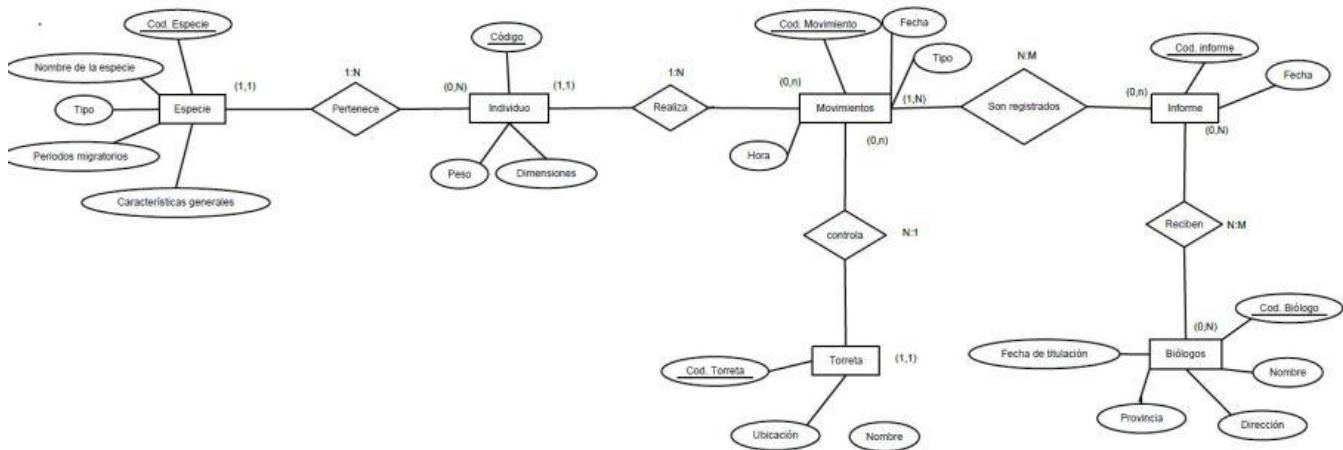 Cod. Especie
Nombre de la especie
Tipo
Periodos migratorios
Características generales
Especie
(1,1)
1:N
Pertenece
(0,N)
Código
Individuo
Peso
Dimensiones
(1,1)
1:N
Realiza
(0,n)
Cod. Movimiento
Fecha
Tipo
Movimientos
Hora
(1,N)
(0,n)
N:M
Son registrados
(0,n)
Cod. informe
Fecha
Informe
(0,N)
controla
N:1
Reciben
N:M
Torreta
(1,1)
Cod. Torreta
Ubicación
Nombre
(0,N)
Cod. Biólogo
Fecha de titulación
Biólogos
Nombre
Provincia
Dirección